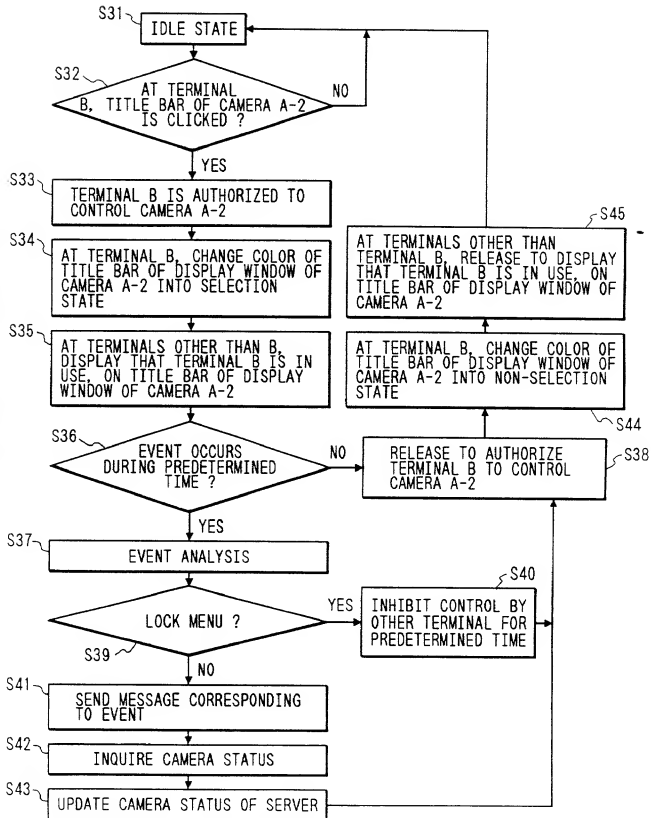 S31
IDLE STATE
S32
AT TERMINAL
B, TITLE BAR OF CAMERA A-2
IS CLICKED ?
NO
YES
S33
TERMINAL B IS AUTHORIZED TO
CONTROL CAMERA A-2
S34
AT TERMINAL B, CHANGE COLOR OF
TITLE BAR OF DISPLAY WINDOW OF
CAMERA A-2 INTO SELECTION
STATE
S35
AT TERMINALS OTHER THAN B,
DISPLAY THAT TERMINAL B IS IN
USE, ON TITLE BAR OF DISPLAY
WINDOW OF CAMERA A-2
S36
EVENT OCCURS
DURING PREDETERMINED
TIME ?
NO
YES
S37
EVENT ANALYSIS
LOCK MENU ?
S39
YES
NO
S40
INHIBIT CONTROL BY
OTHER TERMINAL FOR
PREDETERMINED TIME
S41
SEND MESSAGE CORRESPONDING
TO EVENT
S42
INQUIRE CAMERA STATUS
S43
UPDATE CAMERA STATUS OF SERVER
S45
AT TERMINALS OTHER THAN
TERMINAL B, RELEASE TO DISPLAY
THAT TERMINAL B IS IN USE, ON
TITLE BAR OF DISPLAY WINDOW OF
CAMERA A-2
AT TERMINAL B, CHANGE COLOR OF
TITLE BAR OF DISPLAY WINDOW OF
CAMERA A-2 INTO NON-SELECTION
STATE
S44
RELEASE TO AUTHORIZE
TERMINAL B TO CONTROL
CAMERA A-2
S38